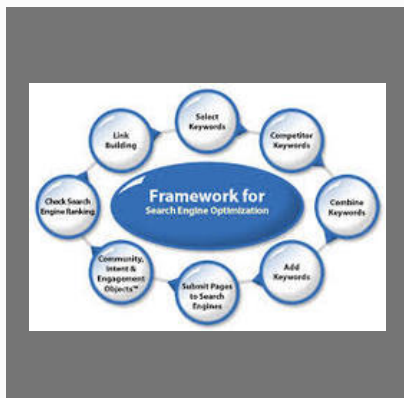 Framework for
Search Engine Optimization
Select
Keywords
Competitor
Keywords
Combine
Keywords
Add
Keywords
Submit Pages
to Search
Engines
Community,
Intent &
Engagement
Objects™
Check Search
Engine Ranking
Link
Building